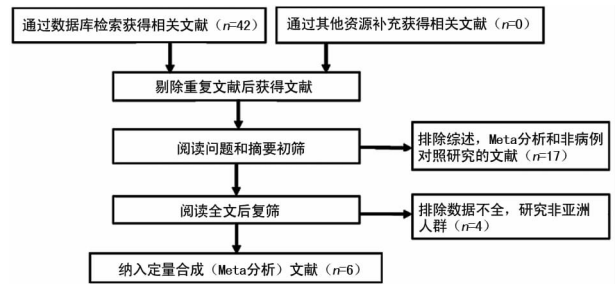 通过数据库检索获得相关文献（n=42）
通过其他资源补充获得相关文献（n=0）
剔除重复文献后获得文献
阅读问题和摘要初筛
排除综述，Meta分析和非病例
对照研究的文献（n=17）
阅读全文后复筛
排除数据不全，研究非亚洲
人群（n=4）
纳入定量合成（Meta分析）文献（n=6）